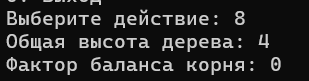 Выберите действие: 8
Общая высота дерева: 4
Фактор баланса корня: 0